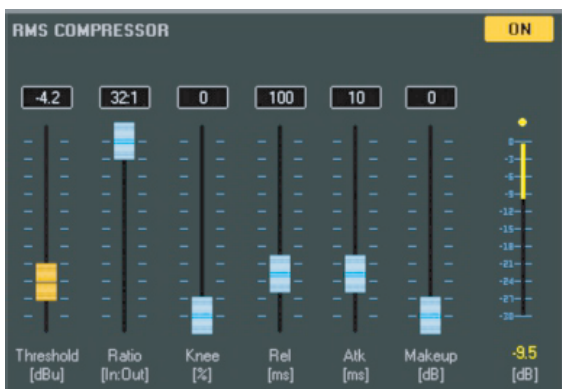 RMS COMPRESSOR ON
-4.2 32:1 0 100 10 0
0
-3
-6
-9
-12
-15
-18
-21
-24
-27
-30
Threshold Ratio Knee Rel Atk Makeup -9.5
[dBu] [In:Out] [%] [ms] [ms] [dB] [dB]